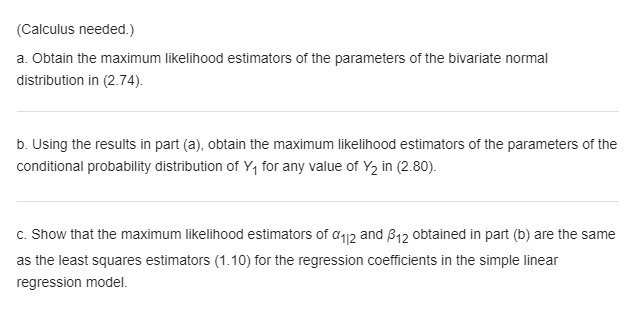 (Calculus needed.)
a. Obtain the maximum likelihood estimators of the parameters of the bivariate normal
distribution in (2.74).
b. Using the results in part (a), obtain the maximum likelihood estimators of the parameters of the
conditional probability distribution of Y₁ for any value of Y₂ in (2.80).
c. Show that the maximum likelihood estimators of α₁|₂ and β₁₂ obtained in part (b) are the same
as the least squares estimators (1.10) for the regression coefficients in the simple linear
regression model.